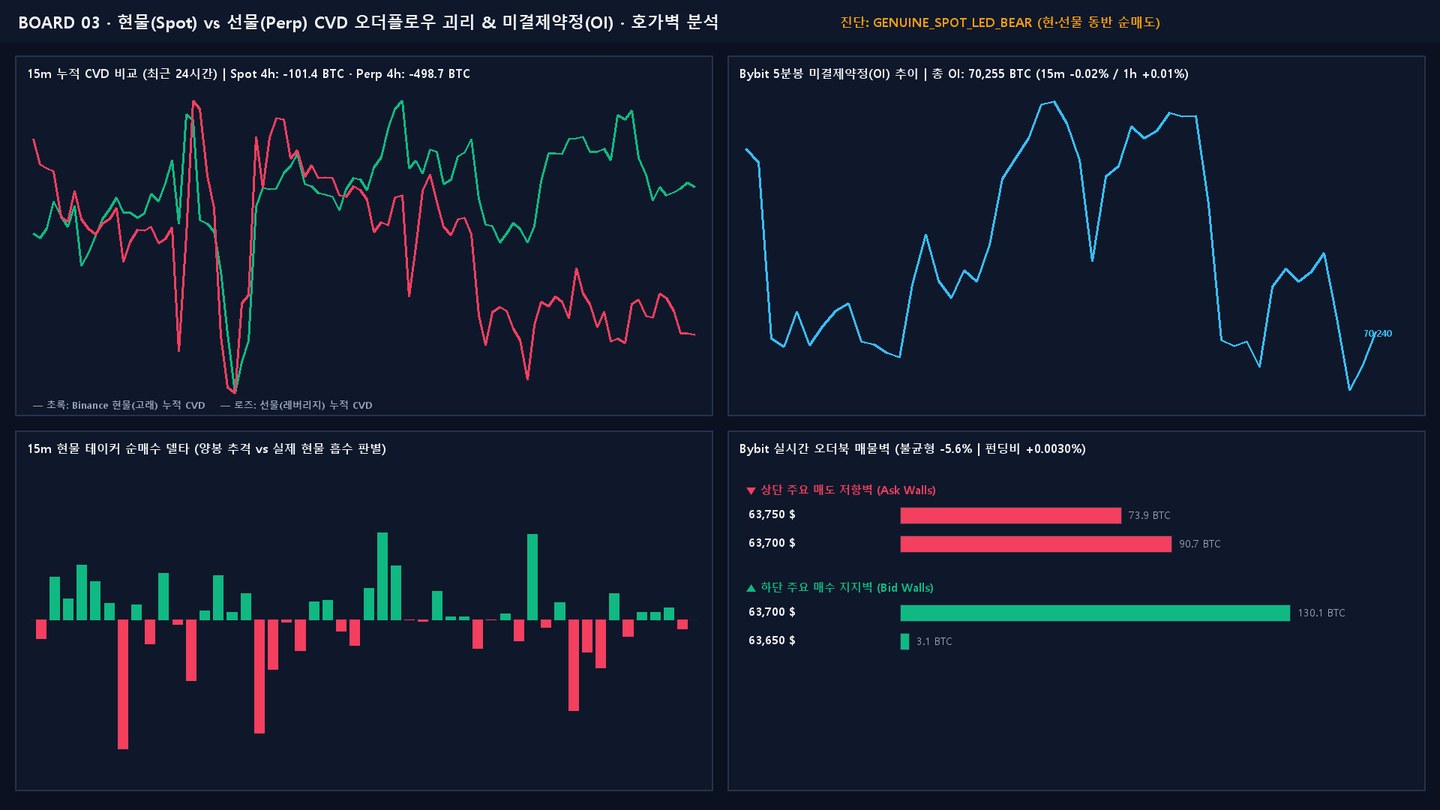 BOARD 03 · 현물(Spot) vs 선물(Perp) CVD 오더플로우 괴리 & 미결제약정(OI) · 호가벽 분석
진단: GENUINE_SPOT_LED_BEAR (현·선물 동반 순매도)
15m 누적 CVD 비교 (최근 24시간) | Spot 4h: -101.4 BTC · Perp 4h: -498.7 BTC
— 초록: Binance 현물(고래) 누적 CVD — 로즈: 선물(레버리지) 누적 CVD
Bybit 5분봉 미결제약정(OI) 추이 | 총 OI: 70,255 BTC (15m -0.02% / 1h +0.01%)
70,240
15m 현물 테이커 순매수 델타 (양봉 추격 vs 실제 현물 흡수 판별)
Bybit 실시간 오더북 매물벽 (불균형 -5.6% | 펀딩비 +0.0030%)
▼ 상단 주요 매도 저항벽 (Ask Walls)
63,750 $ 73.9 BTC
63,700 $ 90.7 BTC
▲ 하단 주요 매수 지지벽 (Bid Walls)
63,700 $ 130.1 BTC
63,650 $ 3.1 BTC